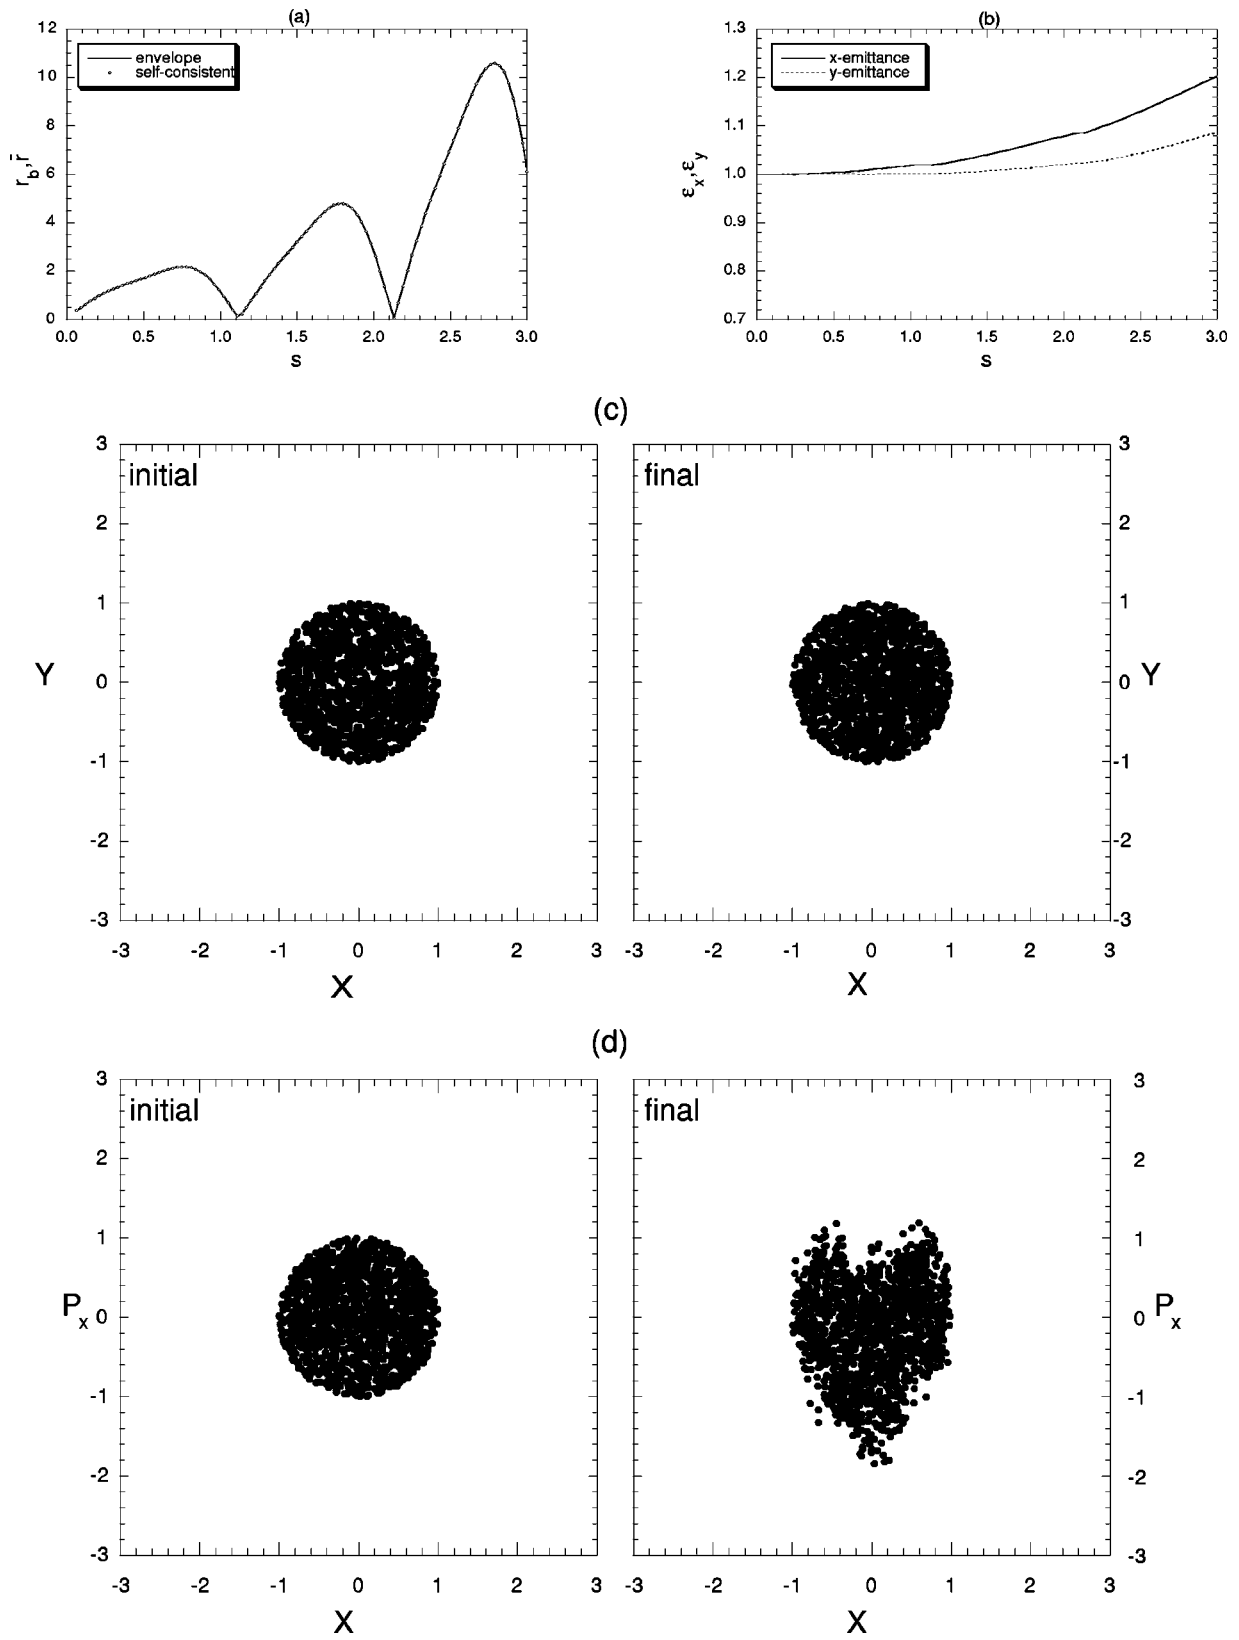 (a)
12
10
8
6
4
2
0
r_b, r̄
envelope
self-consistent
0.0 0.5 1.0 1.5 2.0 2.5 3.0
s
(b)
1.3
1.2
1.1
1.0
0.9
0.8
0.7
ε_x,ε_y
x-emittance
y-emittance
0.0 0.5 1.0 1.5 2.0 2.5 3.0
s
(c)
initial
3
2
1
0
-1
-2
-3
Y
-3 -2 -1 0 1 2 3
X
final
3
2
1
0
-1
-2
-3
Y
-3 -2 -1 0 1 2 3
X
(d)
initial
3
2
1
0
-1
-2
-3
P_x
-3 -2 -1 0 1 2 3
X
final
3
2
1
0
-1
-2
-3
P_x
-3 -2 -1 0 1 2 3
X